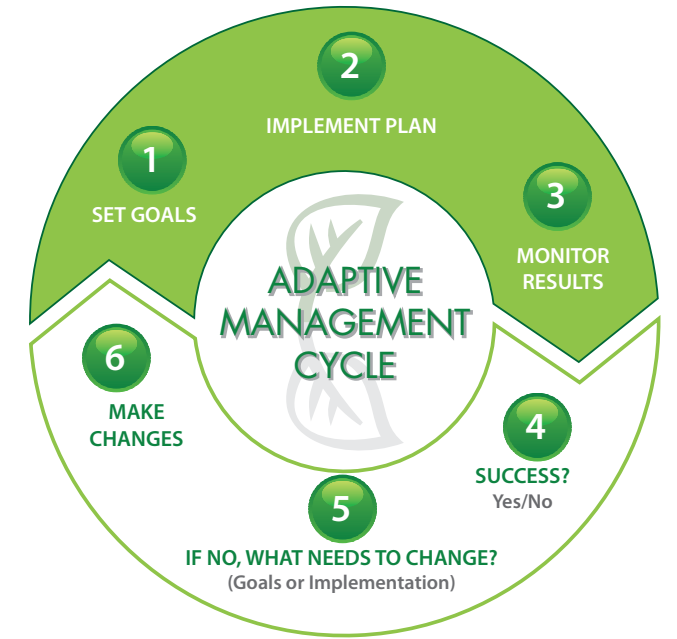 ADAPTIVE
MANAGEMENT
CYCLE
1
SET GOALS
2
IMPLEMENT PLAN
3
MONITOR
RESULTS
4
SUCCESS?
Yes/No
5
IF NO, WHAT NEEDS TO CHANGE?
(Goals or Implementation)
6
MAKE
CHANGES